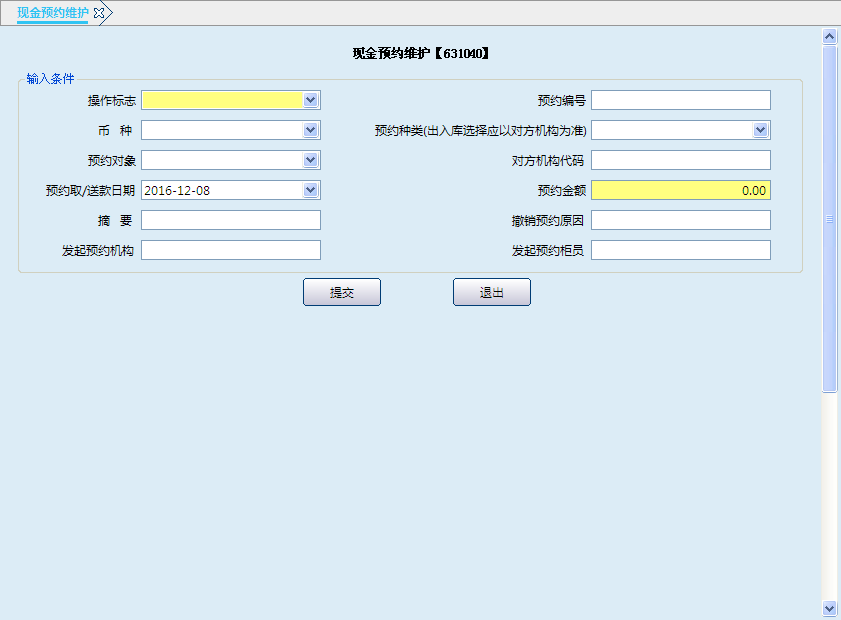 现金预约维护
现金预约维护【631040】
输入条件
操作标志 预约编号
币 种 预约种类(出入库选择应以对方机构为准)
预约对象 对方机构代码
预约取/送款日期 2016-12-08 预约金额 0.00
摘 要 撤销预约原因
发起预约机构 发起预约柜员
提交 退出